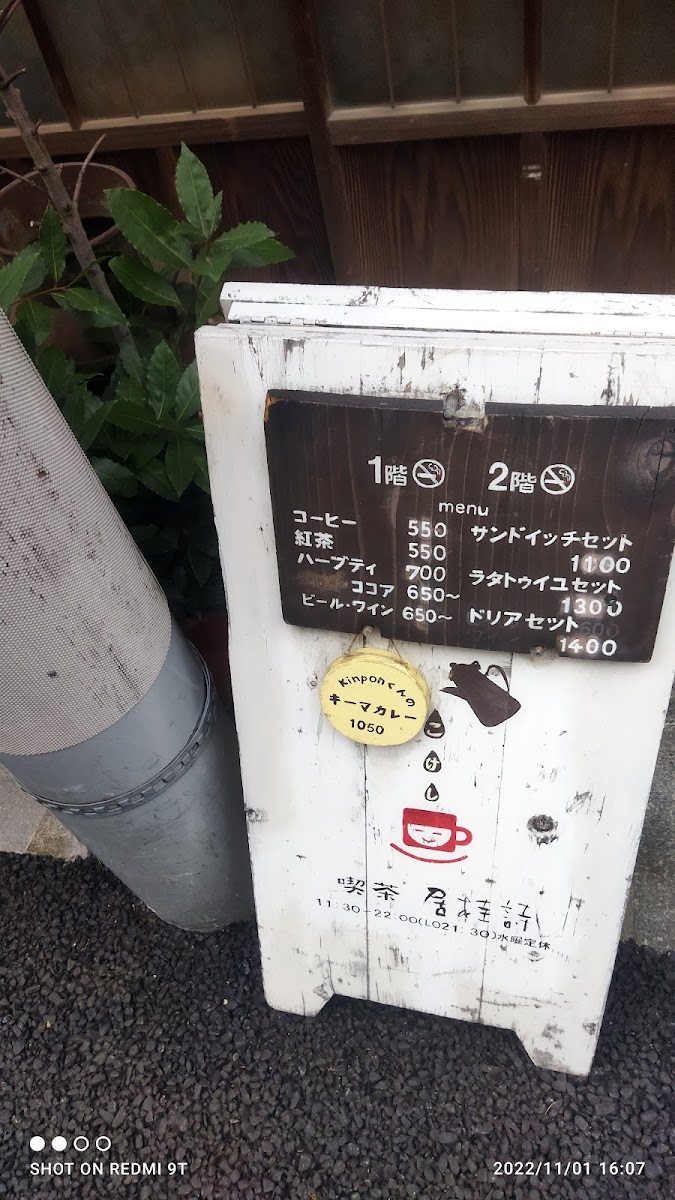 1階 2階
menu
コーヒー 550
紅茶 550
ハーブティ 700
ココア 650~
ビール・ワイン 650~
サンドイッチセット
1100
ラタトゥイユセット
1300
ドリアセット
1400
Kinponくんの
キーマカレー
1050
こ
け
し
喫茶 居桂詩
11:30-22:00(LO21:30)水曜定休
SHOT ON REDMI 9T
2022/11/01 16:07